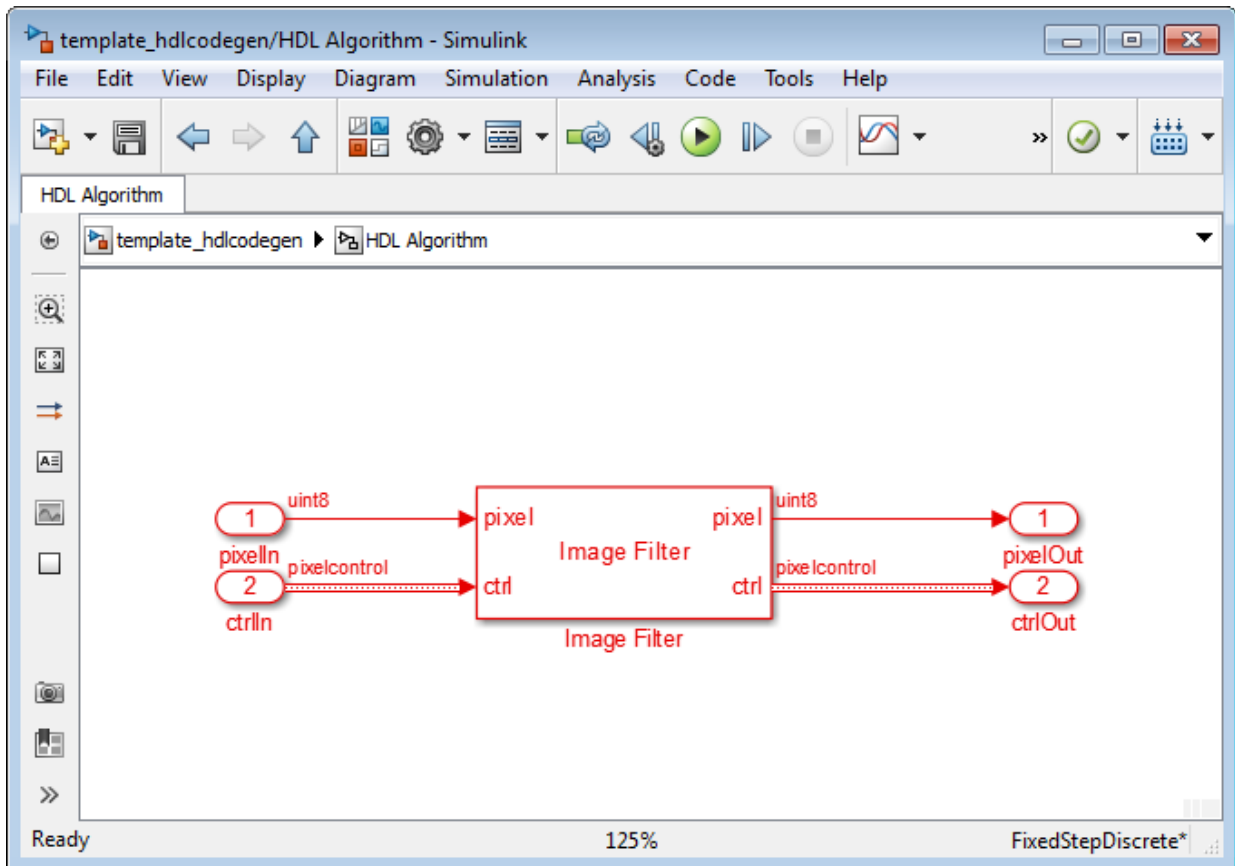 template_hdlcodegen/HDL Algorithm - Simulink
File Edit View Display Diagram Simulation Analysis Code Tools Help
»
HDL Algorithm
template_hdlcodegen HDL Algorithm
A
uint8
1
pixel
pixel
uint8
1
pixelIn
Image Filter
pixelOut
pixelcontrol
2
ctrl
ctrl
pixelcontrol
2
ctrlIn
ctrlOut
Image Filter
»
Ready 125% FixedStepDiscrete*